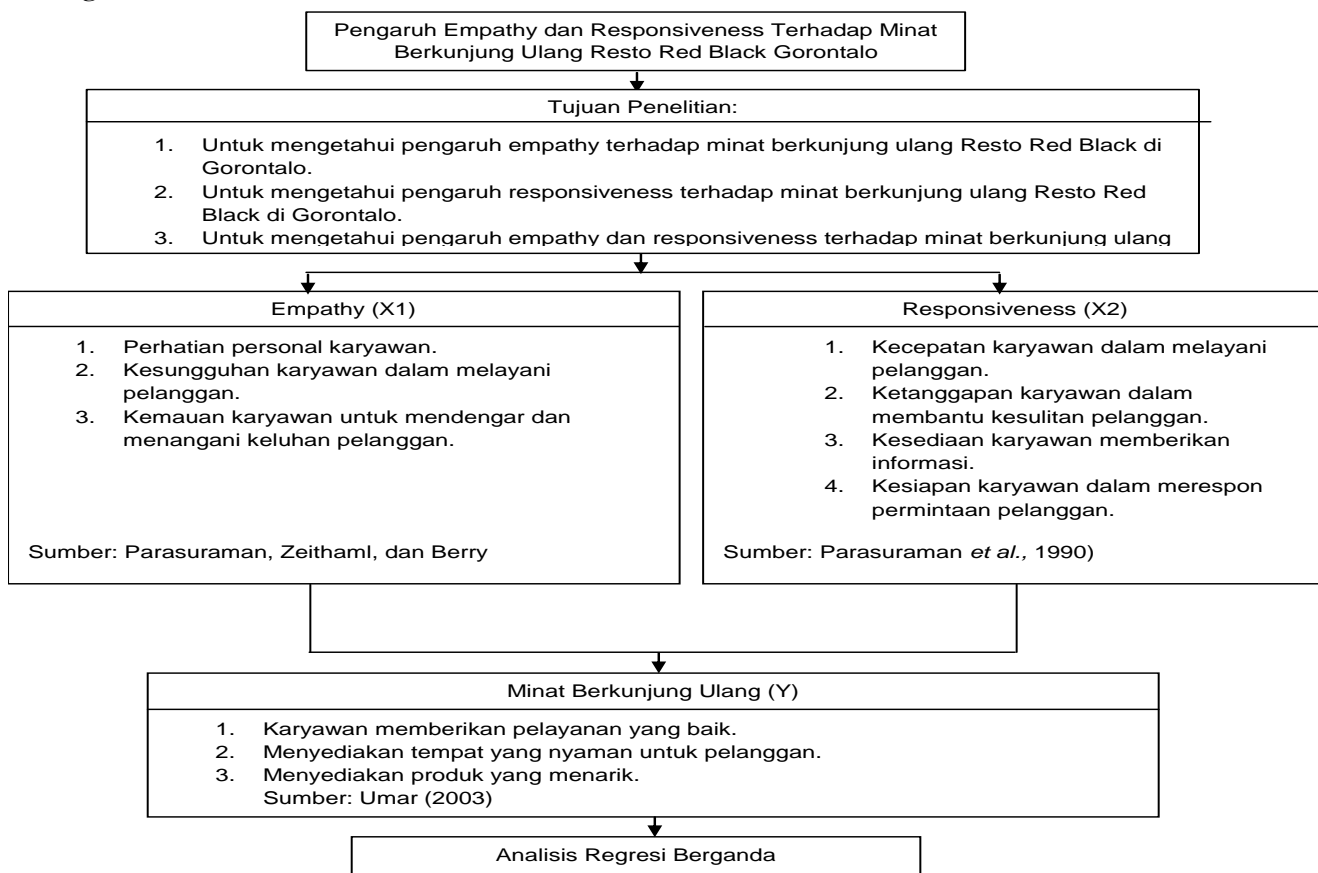 Pengaruh Empathy dan Responsiveness Terhadap Minat
Berkunjung Ulang Resto Red Black Gorontalo
Tujuan Penelitian:
1. Untuk mengetahui pengaruh empathy terhadap minat berkunjung ulang Resto Red Black di
Gorontalo.
2. Untuk mengetahui pengaruh responsiveness terhadap minat berkunjung ulang Resto Red
Black di Gorontalo.
3. Untuk mengetahui pengaruh empathy dan responsiveness terhadap minat berkunjung ulang
Empathy (X1)
1. Perhatian personal karyawan.
2. Kesungguhan karyawan dalam melayani
pelanggan.
3. Kemauan karyawan untuk mendengar dan
menangani keluhan pelanggan.
Sumber: Parasuraman, Zeithaml, dan Berry
Responsiveness (X2)
1. Kecepatan karyawan dalam melayani
pelanggan.
2. Ketanggapan karyawan dalam
membantu kesulitan pelanggan.
3. Kesediaan karyawan memberikan
informasi.
4. Kesiapan karyawan dalam merespon
permintaan pelanggan.
Sumber: Parasuraman et al., 1990)
Minat Berkunjung Ulang (Y)
1. Karyawan memberikan pelayanan yang baik.
2. Menyediakan tempat yang nyaman untuk pelanggan.
3. Menyediakan produk yang menarik.
Sumber: Umar (2003)
Analisis Regresi Berganda